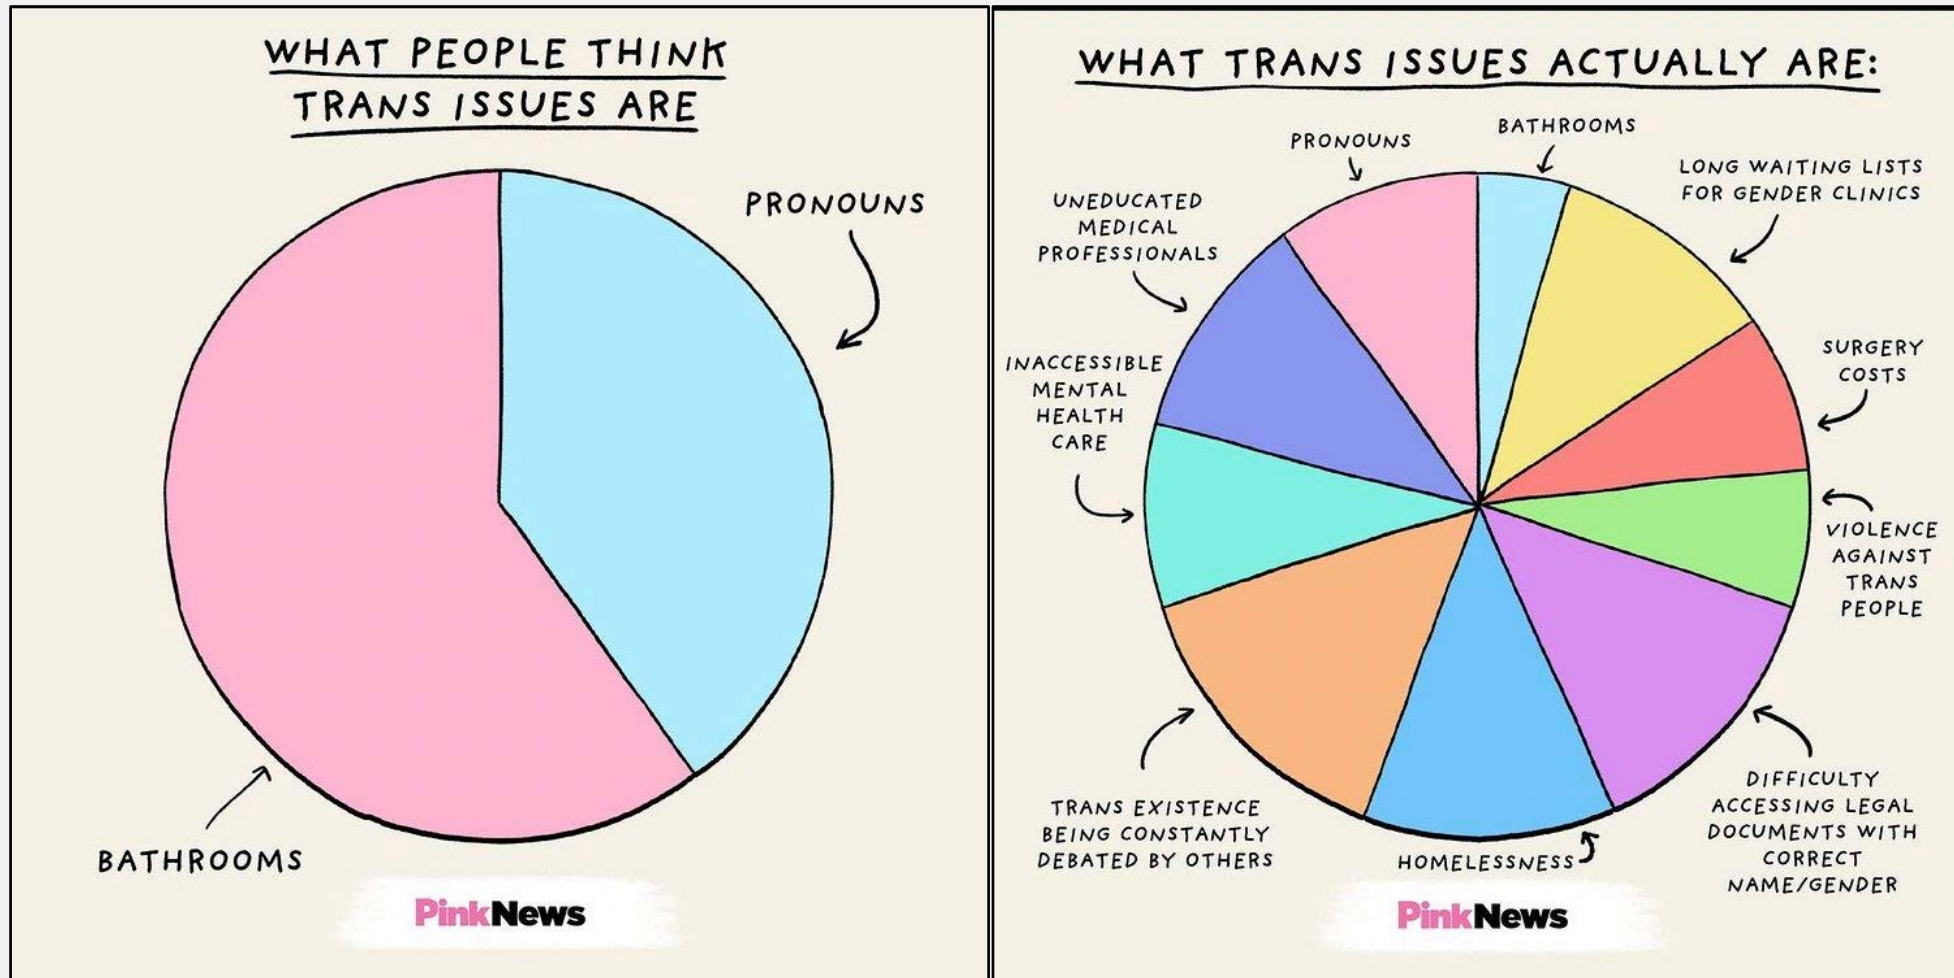 WHAT PEOPLE THINK
TRANS ISSUES ARE
PRONOUNS
BATHROOMS
PinkNews
WHAT TRANS ISSUES ACTUALLY ARE:
PRONOUNS
BATHROOMS
LONG WAITING LISTS
FOR GENDER CLINICS
UNEDUCATED
MEDICAL
PROFESSIONALS
SURGERY
COSTS
INACCESSIBLE
MENTAL
HEALTH
CARE
VIOLENCE
AGAINST
TRANS
PEOPLE
TRANS EXISTENCE
BEING CONSTANTLY
DEBATED BY OTHERS
HOMELESSNESS
DIFFICULTY
ACCESSING LEGAL
DOCUMENTS WITH
CORRECT
NAME/GENDER
PinkNews